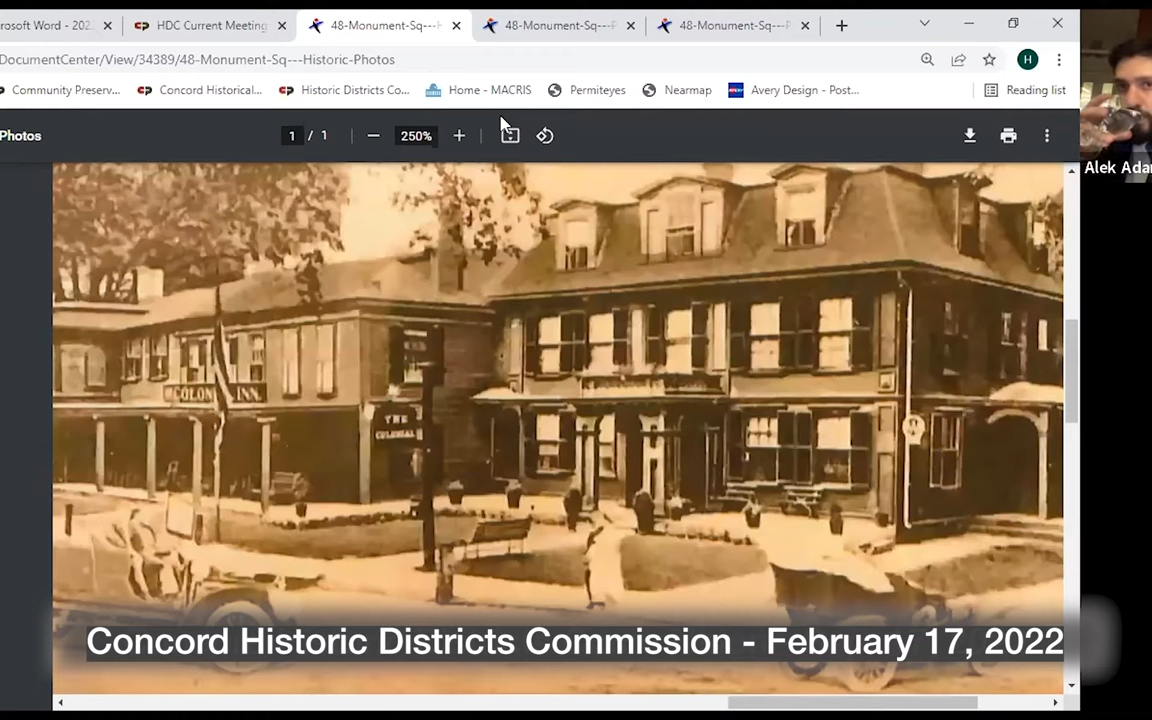 rosoft Word - 202
HDC Current Meeting
48-Monument-Sq---H
48-Monument-Sq---P
48-Monument-Sq---P
DocumentCenter/View/34389/48-Monument-Sq---Historic-Photos
H
Community Preserv...
Concord Historical...
Historic Districts Co...
Home - MACRIS
Permiteyes
Nearmap
Avery Design - Post...
Reading list
Photos
1 / 1
250%
Alek Ada
COLON INN.
THE
COLONIAL
Concord Historic Districts Commission - February 17, 2022